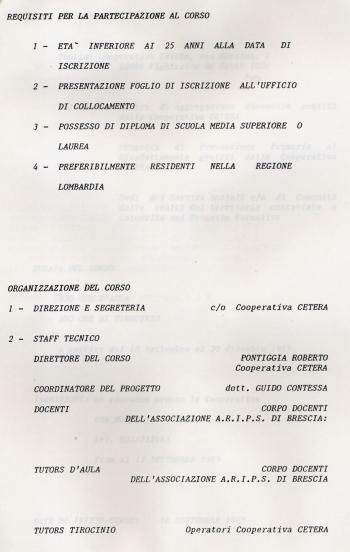 REQUISITI PER LA PARTECIPAZIONE AL CORSO
1 - ETA` INFERIORE AI 25 ANNI ALLA DATA DI
ISCRIZIONE
2 - PRESENTAZIONE FOGLIO DI ISCRIZIONE ALL'UFFICIO
DI COLLOCAMENTO
3 - POSSESSO DI DIPLOMA DI SCUOLA MEDIA SUPERIORE O
LAUREA
4 - PREFERIBILMENTE RESIDENTI NELLA REGIONE
LOMBARDIA
ORGANIZZAZIONE DEL CORSO
1 - DIREZIONE E SEGRETERIA c/o Cooperativa CETERA
2 - STAFF TECNICO
DIRETTORE DEL CORSO PONTIGGIA ROBERTO
Cooperativa CETERA
COORDINATORE DEL PROGETTO dott. GUIDO CONTESSA
DOCENTI CORPO DOCENTI
DELL'ASSOCIAZIONE A.R.I.P.S. DI BRESCIA:
TUTORS D'AULA CORPO DOCENTI
DELL'ASSOCIAZIONE A.R.I.P.S. DI BRESCIA
TUTORS TIROCINIO Operatori Cooperativa CETERA